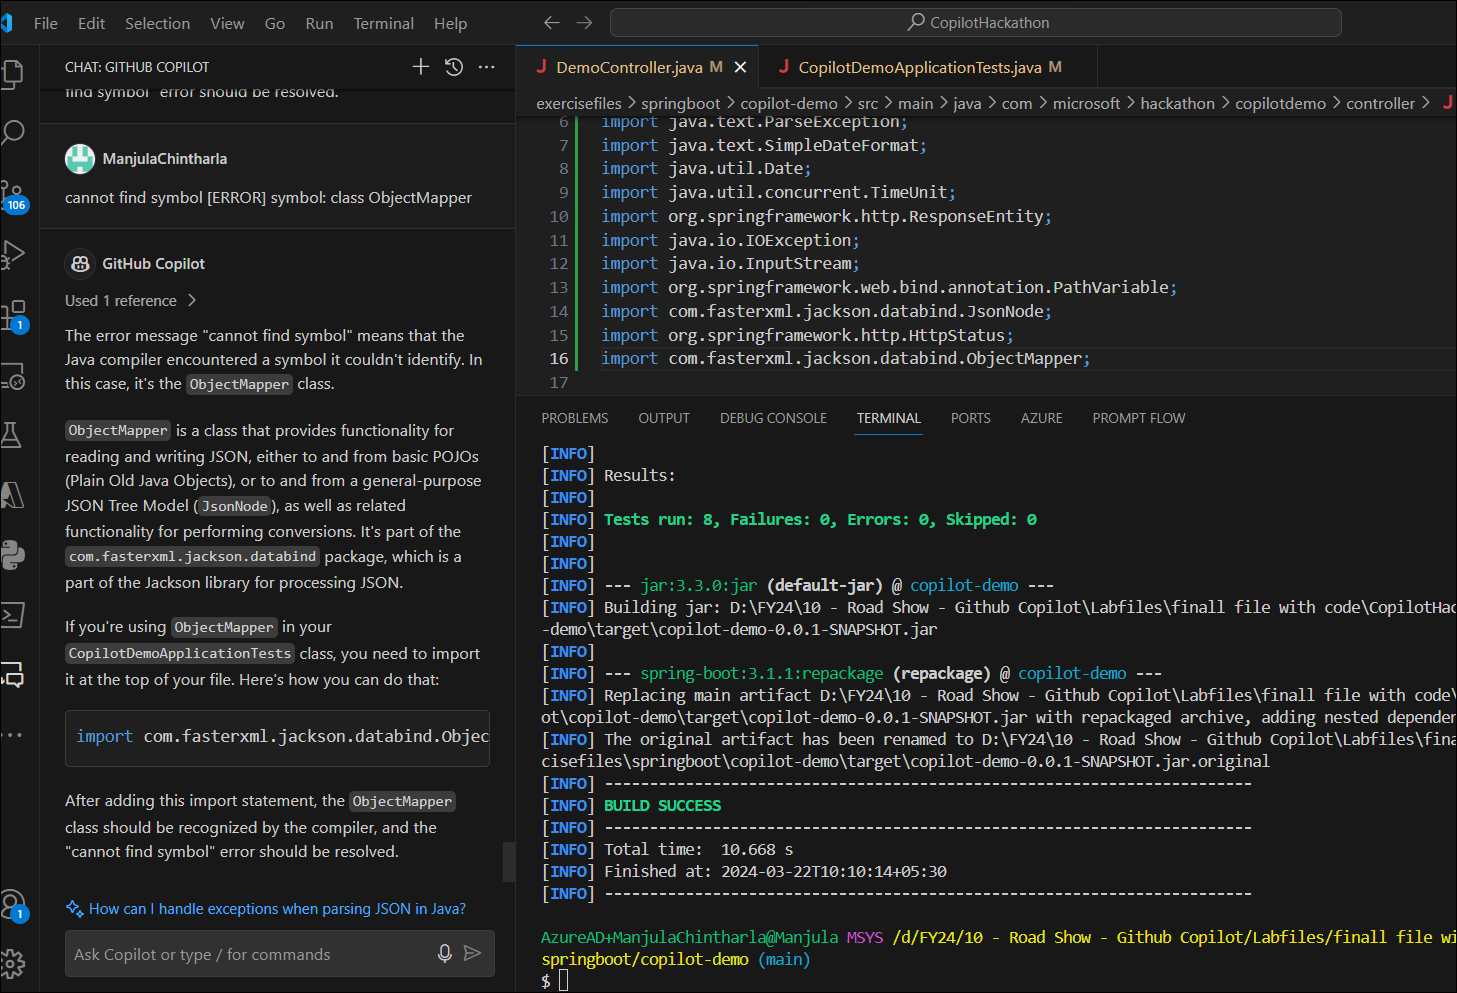 File Edit Selection View Go Run Terminal Help
CopilotHackathon
CHAT: GITHUB COPILOT
find symbol" error should be resolved.
ManjulaChintharla
cannot find symbol [ERROR] symbol: class ObjectMapper
GitHub Copilot
Used 1 reference
The error message "cannot find symbol" means that the
Java compiler encountered a symbol it couldn't identify. In
this case, it's the ObjectMapper class.
ObjectMapper is a class that provides functionality for
reading and writing JSON, either to and from basic POJOs
(Plain Old Java Objects), or to and from a general-purpose
JSON Tree Model (JsonNode), as well as related
functionality for performing conversions. It's part of the
com.fasterxml.jackson.databind package, which is a
part of the Jackson library for processing JSON.
If you're using ObjectMapper in your
CopilotDemoApplicationTests class, you need to import
it at the top of your file. Here's how you can do that:
import com.fasterxml.jackson.databind.Objec
After adding this import statement, the ObjectMapper
class should be recognized by the compiler, and the
"cannot find symbol" error should be resolved.
How can I handle exceptions when parsing JSON in Java?
Ask Copilot or type / for commands
106
1
1
J DemoController.java M
J CopilotDemoApplicationTests.java M
exercisefiles > springboot > copilot-demo > src > main > java > com > microsoft > hackathon > copilotdemo > controller > J
6 import java.text.ParseException;
7 import java.text.SimpleDateFormat;
8 import java.util.Date;
9 import java.util.concurrent.TimeUnit;
10 import org.springframework.http.ResponseEntity;
11 import java.io.IOException;
12 import java.io.InputStream;
13 import org.springframework.web.bind.annotation.PathVariable;
14 import com.fasterxml.jackson.databind.JsonNode;
15 import org.springframework.http.HttpStatus;
16 import com.fasterxml.jackson.databind.ObjectMapper;
17
PROBLEMS OUTPUT DEBUG CONSOLE TERMINAL PORTS AZURE PROMPT FLOW
[INFO]
[INFO] Results:
[INFO]
[INFO] Tests run: 8, Failures: 0, Errors: 0, Skipped: 0
[INFO]
[INFO]
[INFO] --- jar:3.3.0:jar (default-jar) @ copilot-demo ---
[INFO] Building jar: D:\FY24\10 - Road Show - Github Copilot\Labfiles\finall file with code\CopilotHac
-demo\target\copilot-demo-0.0.1-SNAPSHOT.jar
[INFO]
[INFO] --- spring-boot:3.1.1:repackage (repackage) @ copilot-demo ---
[INFO] Replacing main artifact D:\FY24\10 - Road Show - Github Copilot\Labfiles\finall file with code\
ot\copilot-demo\target\copilot-demo-0.0.1-SNAPSHOT.jar with repackaged archive, adding nested depender
[INFO] The original artifact has been renamed to D:\FY24\10 - Road Show - Github Copilot\Labfiles\fina
cisefiles\springboot\copilot-demo\target\copilot-demo-0.0.1-SNAPSHOT.jar.original
[INFO] ------------------------------------------------------------------------
[INFO] BUILD SUCCESS
[INFO] ------------------------------------------------------------------------
[INFO] Total time:  10.668 s
[INFO] Finished at: 2024-03-22T10:10:14+05:30
[INFO] ------------------------------------------------------------------------
AzureAD+ManjulaChintharla@Manjula MSYS /d/FY24/10 - Road Show - Github Copilot/Labfiles/finall file wi
springboot/copilot-demo (main)
$